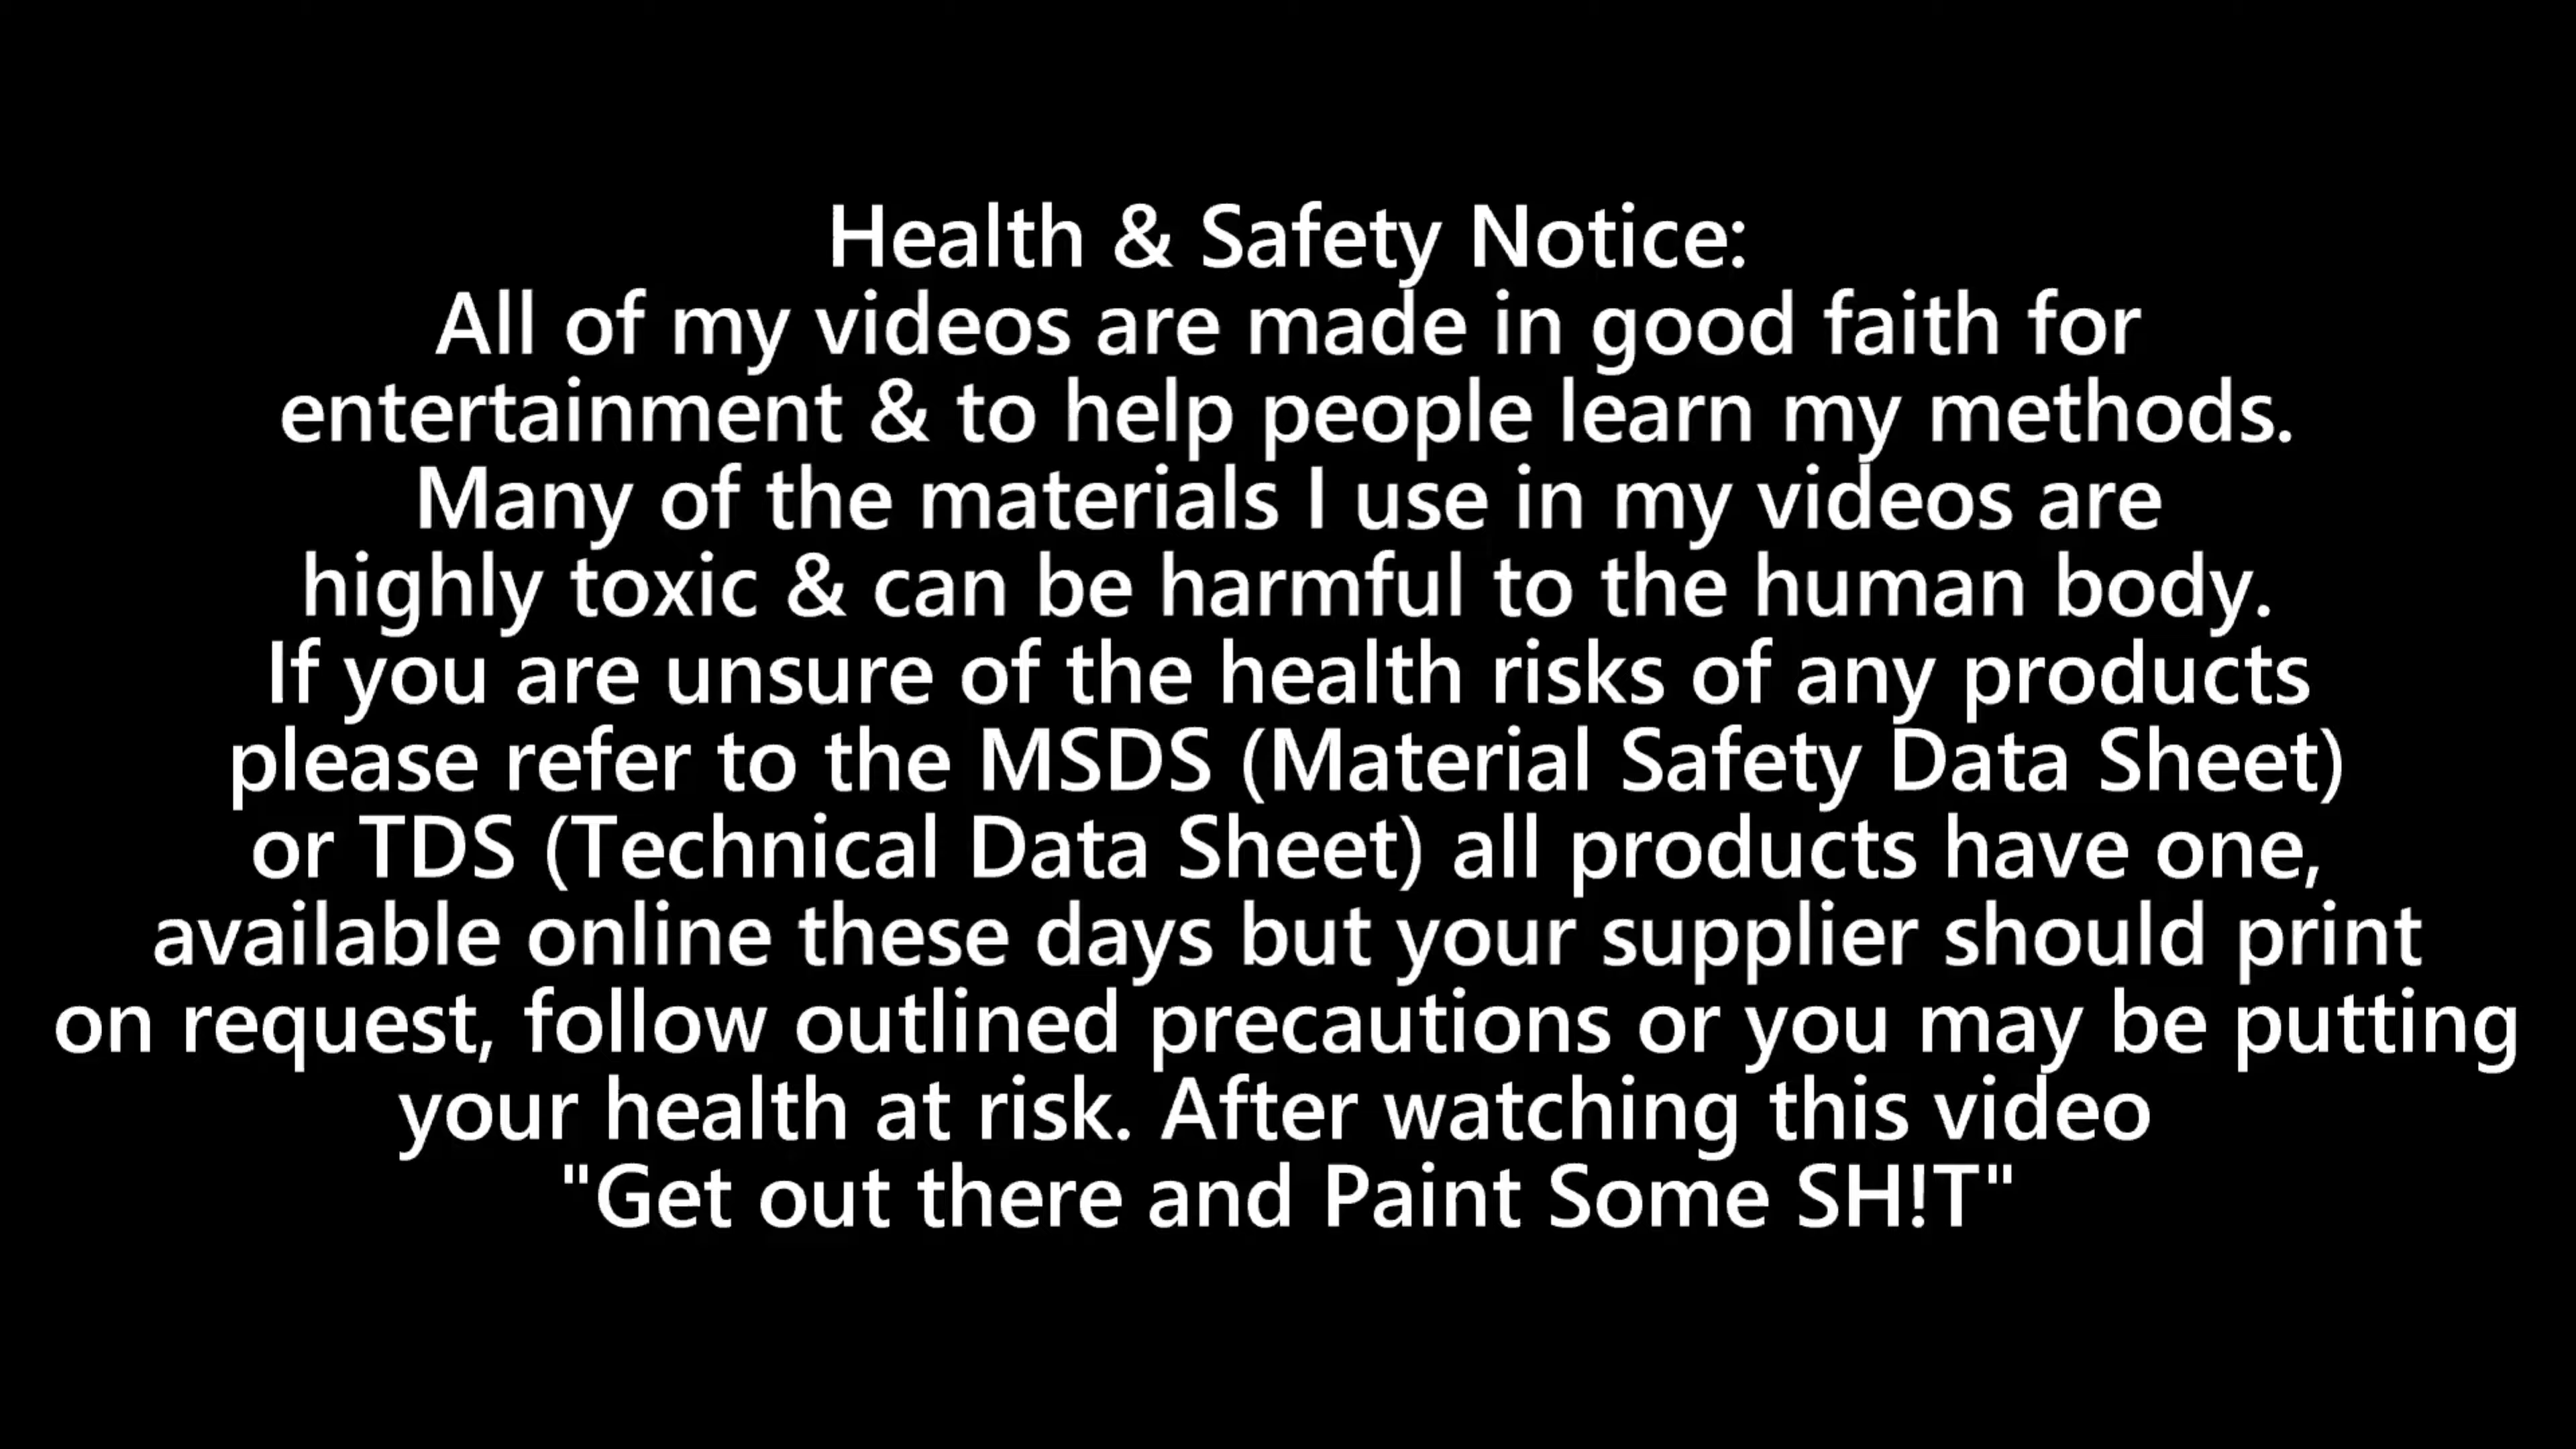 Health & Safety Notice:
All of my videos are made in good faith for
entertainment & to help people learn my methods.
Many of the materials I use in my videos are
highly toxic & can be harmful to the human body.
If you are unsure of the health risks of any products
please refer to the MSDS (Material Safety Data Sheet)
or TDS (Technical Data Sheet) all products have one,
available online these days but your supplier should print
on request, follow outlined precautions or you may be putting
your health at risk. After watching this video
"Get out there and Paint Some SH!T"